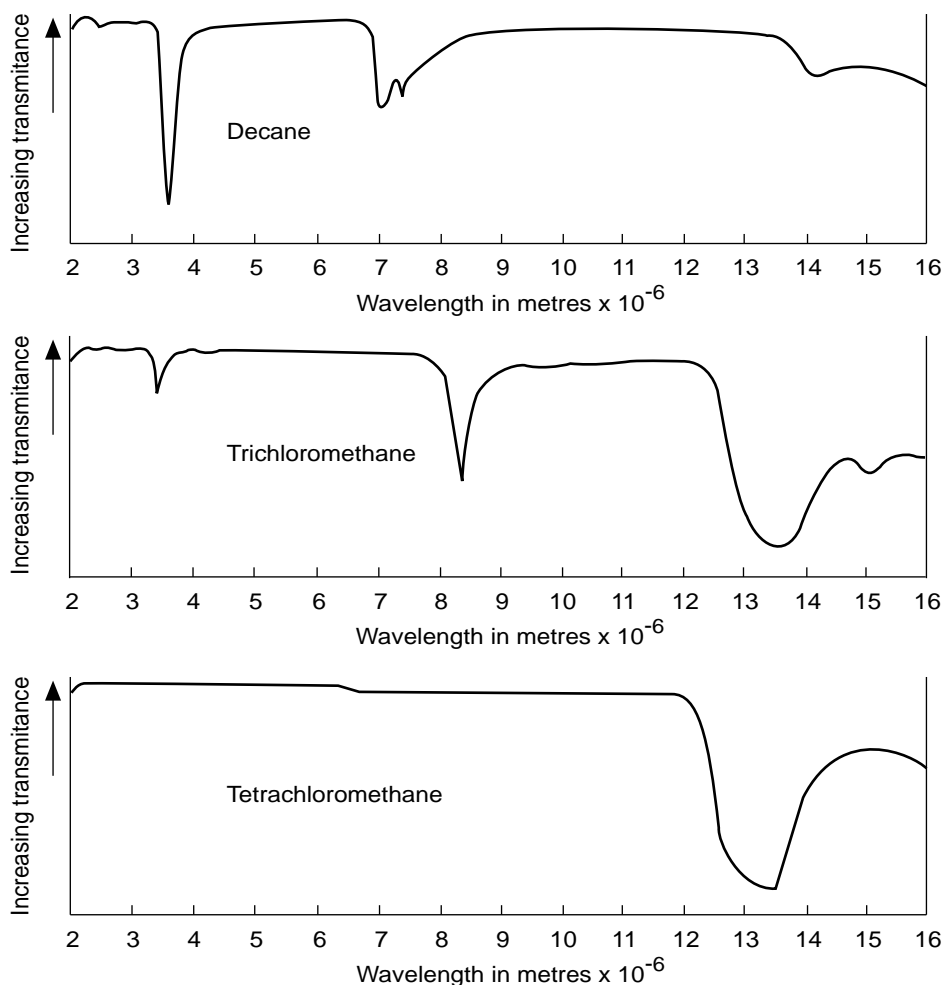 Increasing transmitance
Decane
2 3 4 5 6 7 8 9 10 11 12 13 14 15 16
Wavelength in metres x 10-6
Increasing transmitance
Trichloromethane
2 3 4 5 6 7 8 9 10 11 12 13 14 15 16
Wavelength in metres x 10-6
Increasing transmitance
Tetrachloromethane
2 3 4 5 6 7 8 9 10 11 12 13 14 15 16
Wavelength in metres x 10-6